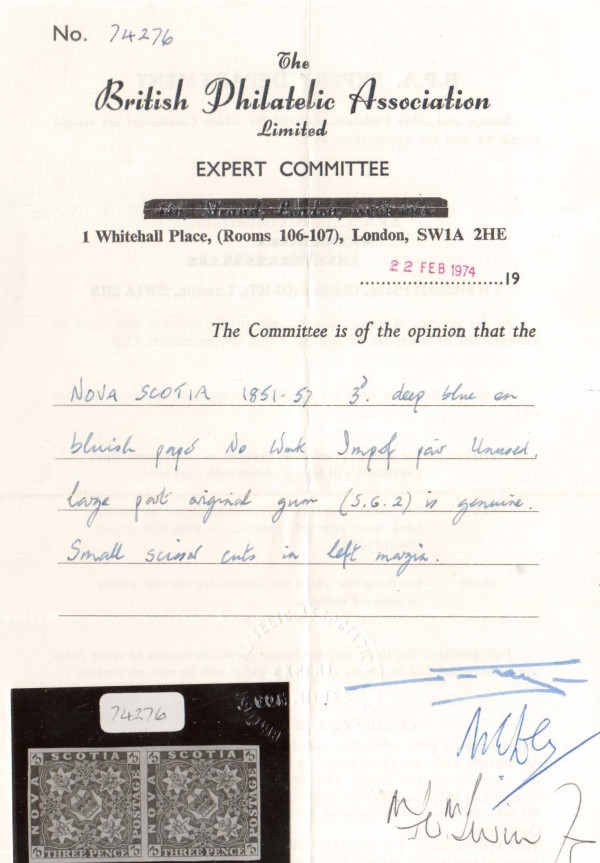 No. 74276
The
British Philatelic Association
Limited
EXPERT COMMITTEE
1 Whitehall Place, (Rooms 106-107), London, SW1A 2HE
22 FEB 1974 19
The Committee is of the opinion that the
NOVA SCOTIA 1851-57 3d. deep blue on
bluish paper No Wmk Imperf pair Unused,
large part original gum (S.G.2) is genuine.
Small scissor cuts in left margin.
74276
NOVA SCOTIA POSTAGE THREE PENCE
NOVA SCOTIA POSTAGE THREE PENCE